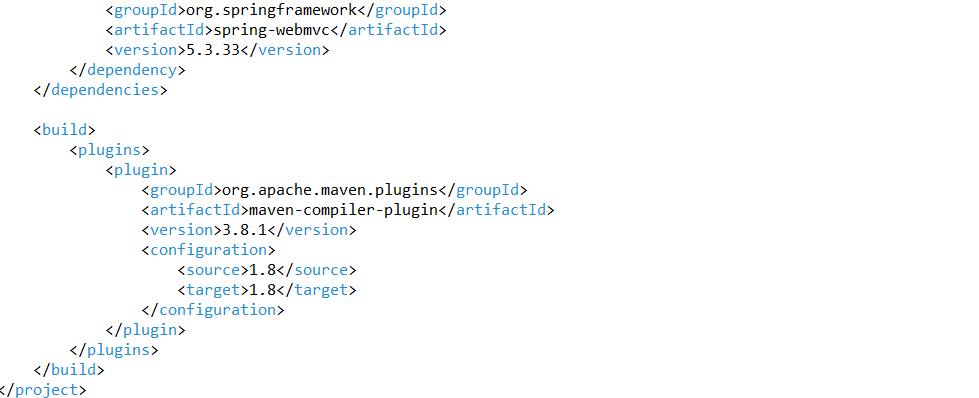 <groupId>org.springframework</groupId>
            <artifactId>spring-webmvc</artifactId>
            <version>5.3.33</version>
        </dependency>
    </dependencies>

    <build>
        <plugins>
            <plugin>
                <groupId>org.apache.maven.plugins</groupId>
                <artifactId>maven-compiler-plugin</artifactId>
                <version>3.8.1</version>
                <configuration>
                    <source>1.8</source>
                    <target>1.8</target>
                </configuration>
            </plugin>
        </plugins>
    </build>
</project>